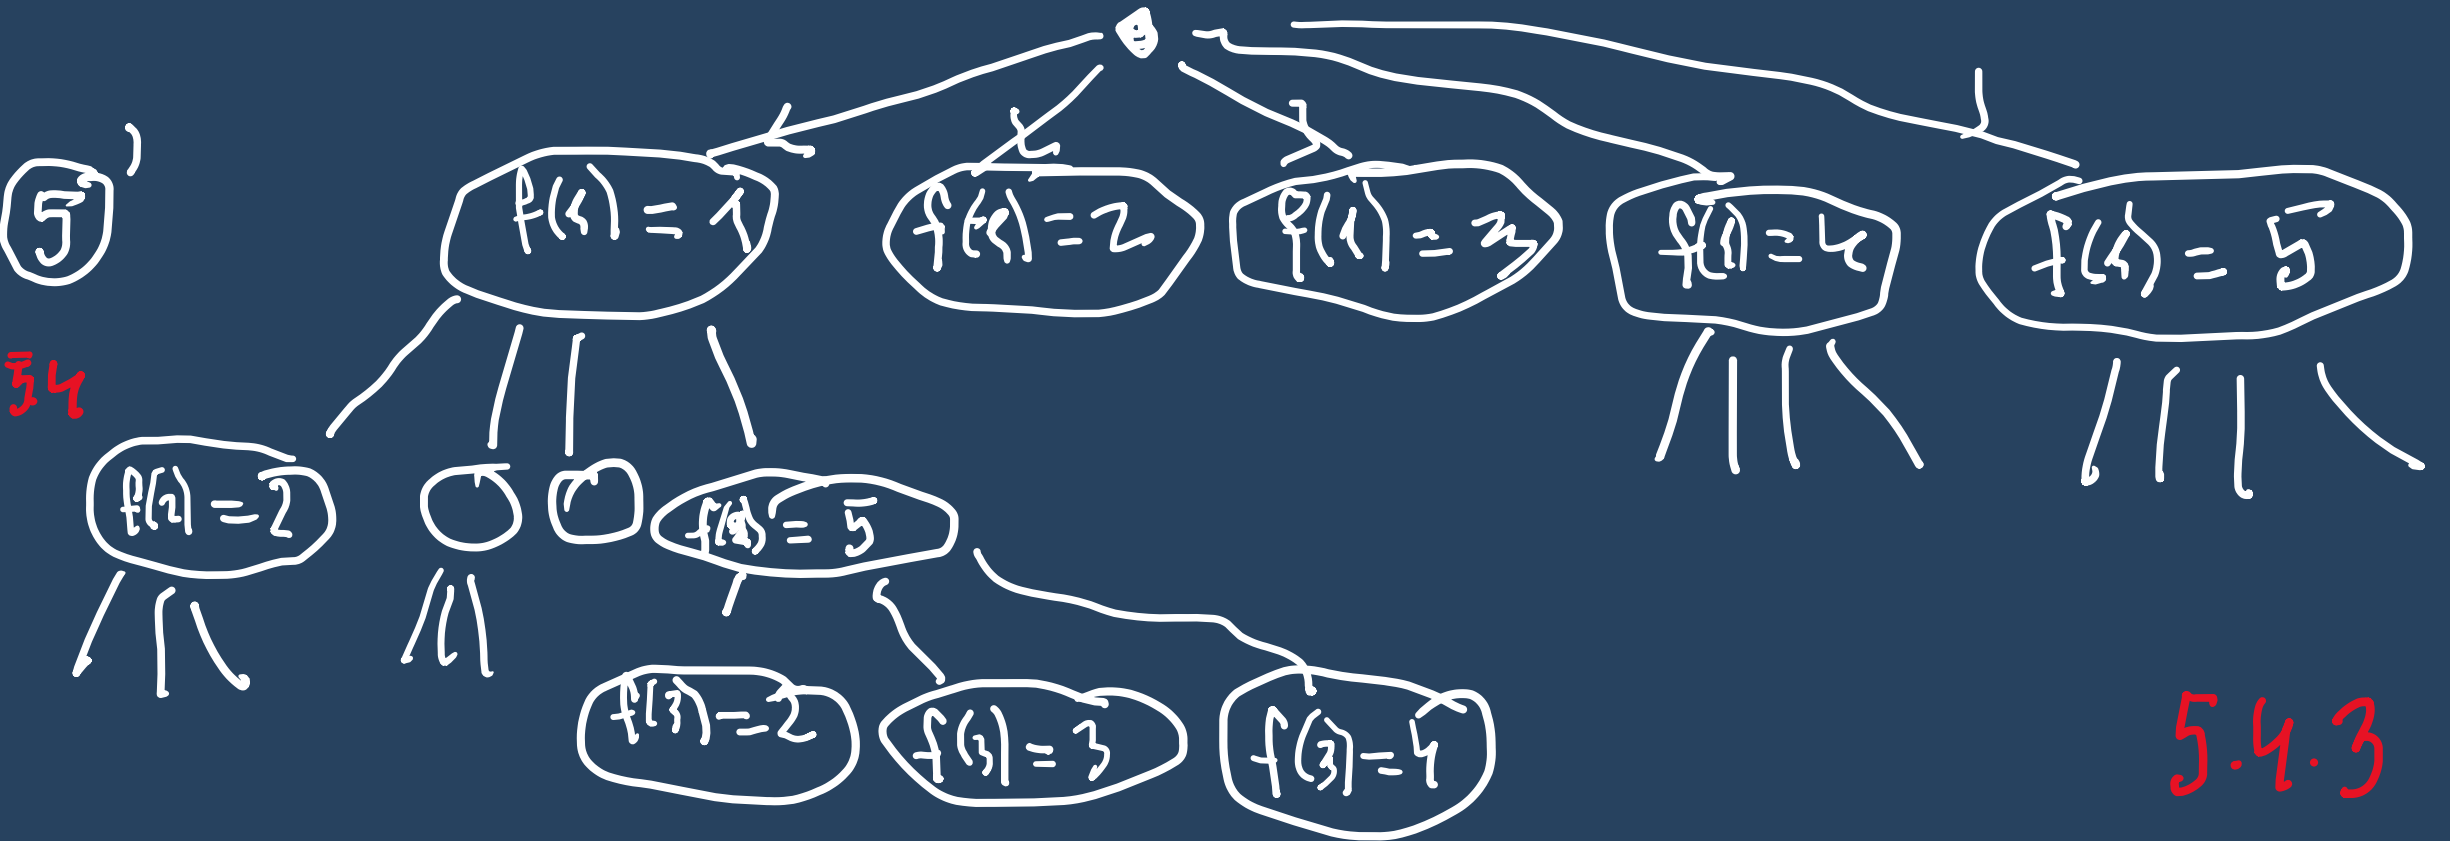 f(1) = 1
f(1) = 2
f(1) = 3
f(1) = 4
f(1) = 5
5
54
f(2) = 2
f(2) = 5
f(3) = 2
f(3) = 3
f(3) = 4
5.4.3